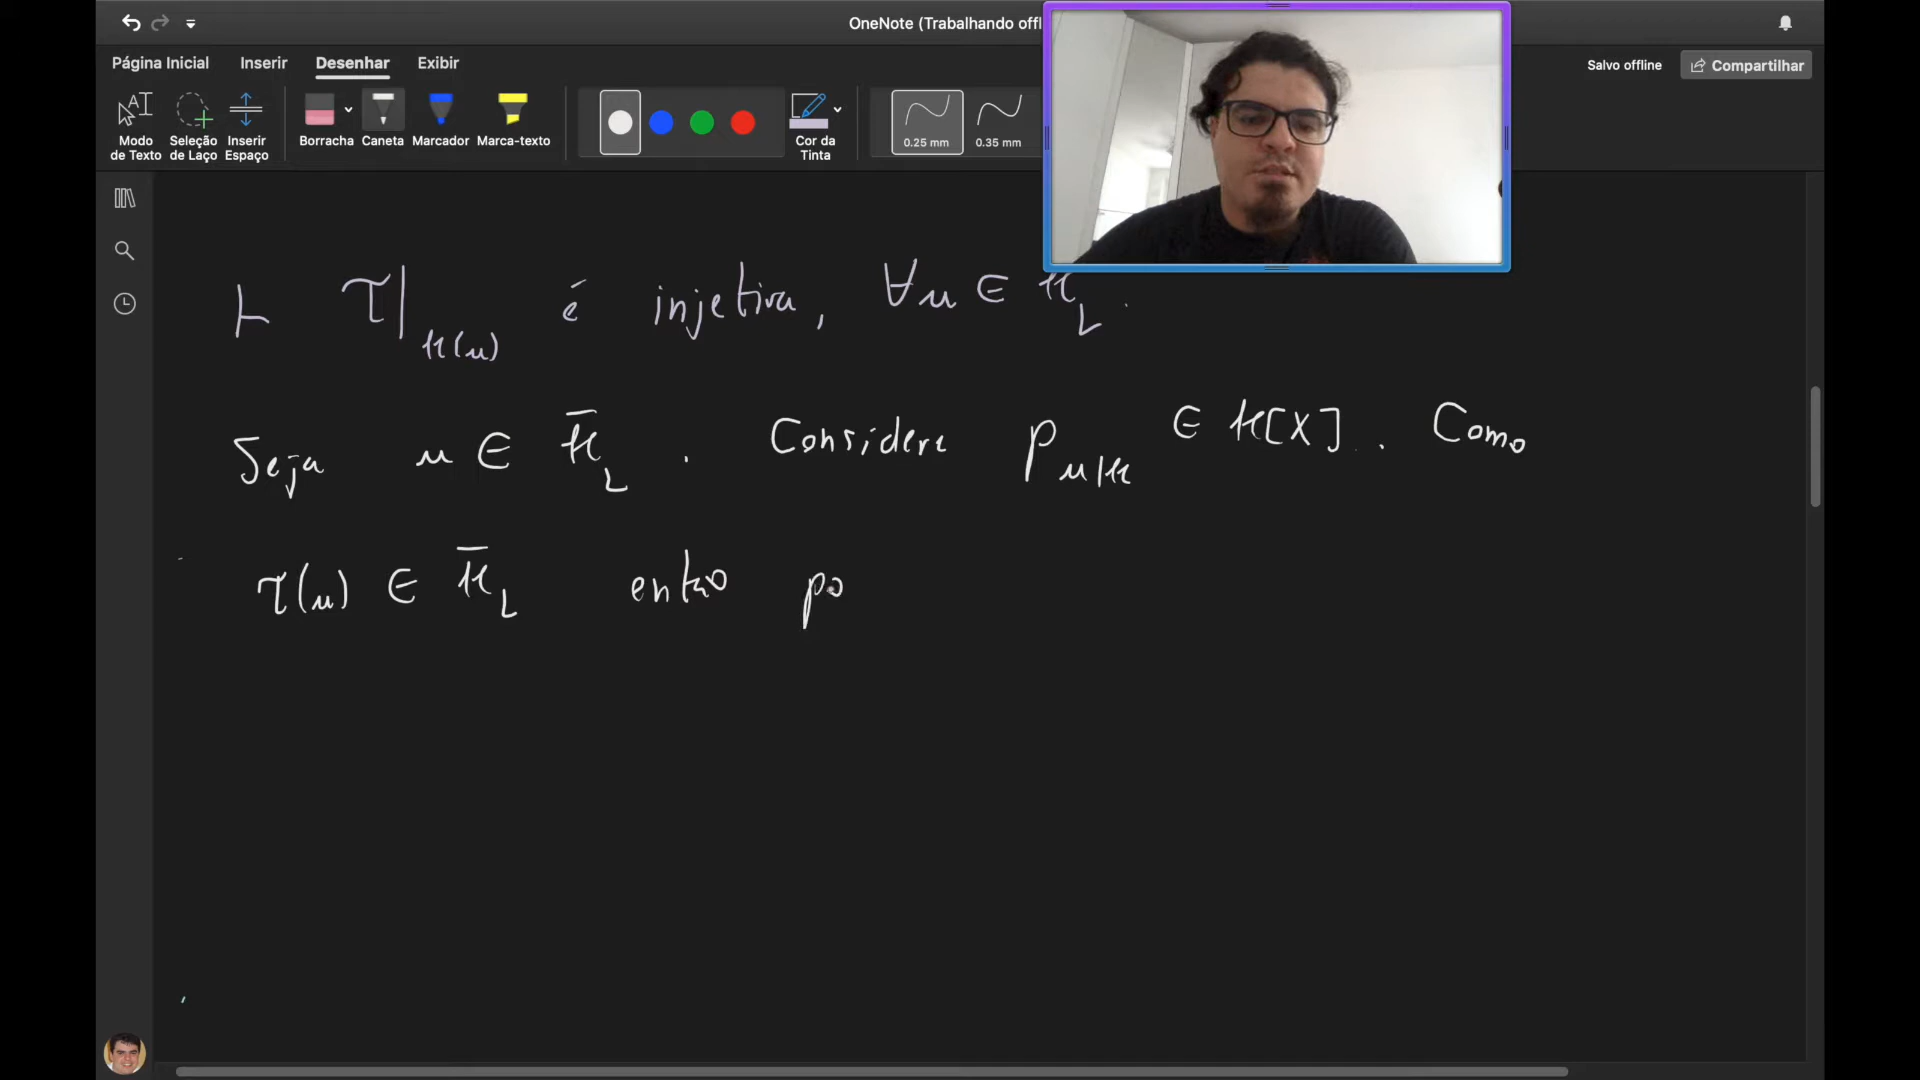 OneNote (Trabalhando offl
Página Inicial Inserir Desenhar Exibir
Salvo offline Compartilhar
Modo de Texto
Seleção de Laço
Inserir Espaço
Borracha Caneta Marcador Marca-texto
Cor da Tinta
0.25 mm 0.35 mm
⊢ τ|_K(u) é injetiva, ∀u ∈ K̄_L.
Seja u ∈ K̄_L. Considere P_u|K ∈ K[X]. Como
τ(u) ∈ K̄_L então po